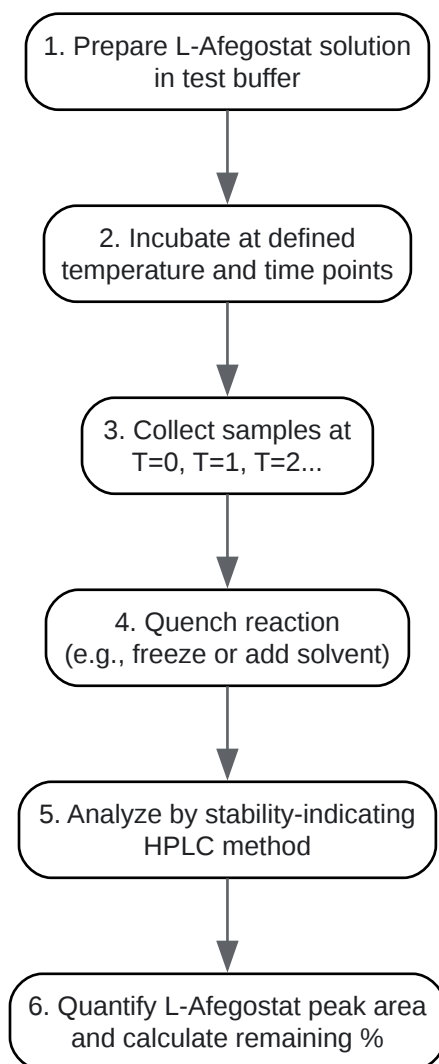 1. Prepare L-Afegostat solution
in test buffer
2. Incubate at defined
temperature and time points
3. Collect samples at
T=0, T=1, T=2...
4. Quench reaction
(e.g., freeze or add solvent)
5. Analyze by stability-indicating
HPLC method
6. Quantify L-Afegostat peak area
and calculate remaining %